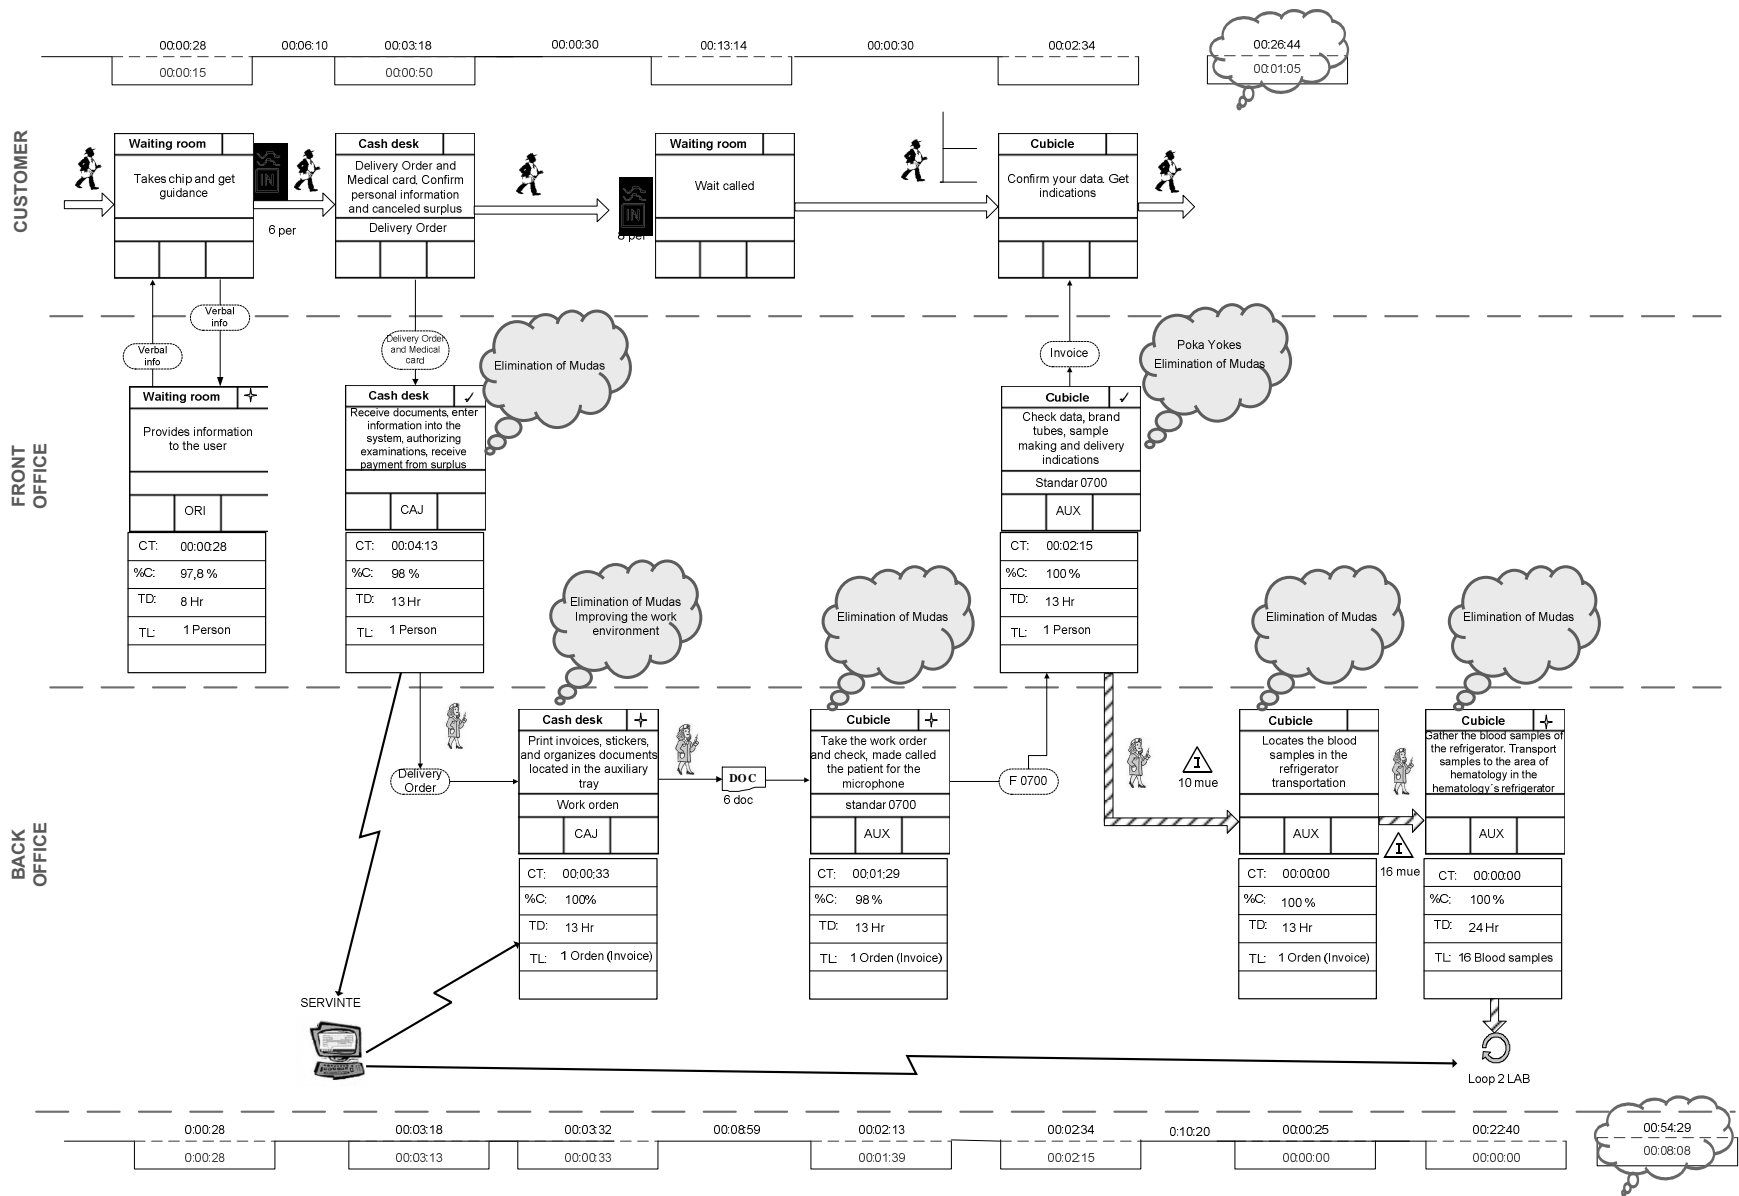 00:00:28
00:06:10
00:03:18
00:00:30
00:13:14
00:00:30
00:02:34
00:26:44
00:00:15
00:00:50
00:01:05
CUSTOMER
Waiting room
Takes chip and get
guidance
IN
6 per
Cash desk
Delivery Order and
Medical card. Confirm
personal information
and canceled surplus
Delivery Order
IN
8 per
Waiting room
Wait called
Cubicle
Confirm your data. Get
indications
Verbal
info
Verbal
info
Delivery Order
and Medical
card
Invoice
FRONT
OFFICE
Waiting room
Provides information
to the user
ORI
CT: 00:00:28
%C: 97,8 %
TD: 8 Hr
TL: 1 Person
Cash desk
Receive documents, enter
information into the
system, authorizing
examinations, receive
payment from surplus
CAJ
CT: 00:04:13
%C: 98 %
TD: 13 Hr
TL: 1 Person
Elimination of Mudas
Cubicle
Check data, brand
tubes, sample
making and delivery
indications
Standar 0700
AUX
CT: 00:02:15
%C: 100 %
TD: 13 Hr
TL: 1 Person
Poka Yokes
Elimination of Mudas
Elimination of Mudas
Improving the work
environment
Elimination of Mudas
Elimination of Mudas
Elimination of Mudas
BACK
OFFICE
Delivery
Order
Cash desk
Print invoices, stickers,
and organizes documents
located in the auxiliary
tray
Work orden
CAJ
CT: 00:00:33
%C: 100%
TD: 13 Hr
TL: 1 Orden (Invoice)
DOC
6 doc
Cubicle
Take the work order
and check, made called
the patient for the
microphone
standar 0700
AUX
CT: 00:01:29
%C: 98 %
TD: 13 Hr
TL: 1 Orden (Invoice)
F 0700
I
10 mue
Cubicle
Locates the blood
samples in the
refrigerator
transportation
AUX
CT: 00:00:00
%C: 100 %
TD: 13 Hr
TL: 1 Orden (Invoice)
I
16 mue
Cubicle
Gather the blood samples of
the refrigerator. Transport
samples to the area of
hematology in the
hematology´s refrigerator
AUX
CT: 00:00:00
%C: 100 %
TD: 24 Hr
TL: 16 Blood samples
SERVINTE
Loop 2 LAB
0:00:28
00:03:18
00:03:32
00:08:59
00:02:13
00:02:34
0:10:20
00:00:25
00:22:40
00:54:29
0:00:28
00:03:13
00:00:33
00:01:39
00:02:15
00:00:00
00:00:00
00:08:08